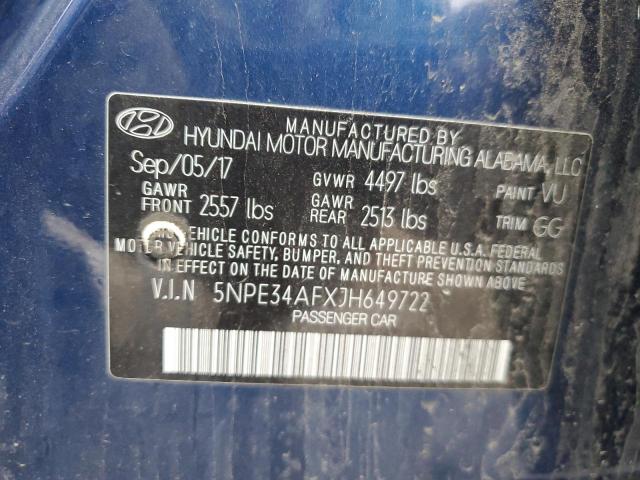 MANUFACTURED BY
HYUNDAI MOTOR MANUFACTURING ALABAMA, LLC
Sep/05/17 GVWR 4497 lbs PAINT VU
GAWR FRONT 2557 lbs GAWR REAR 2513 lbs TRIM GG
VEHICLE CONFORMS TO ALL APPLICABLE U.S.A. FEDERAL
MOTOR VEHICLE SAFETY, BUMPER, AND THEFT PREVENTION STANDARDS
IN EFFECT ON THE DATE OF MANUFACTURE SHOWN ABOVE
V.I.N 5NPE34AFXJH649722
PASSENGER CAR